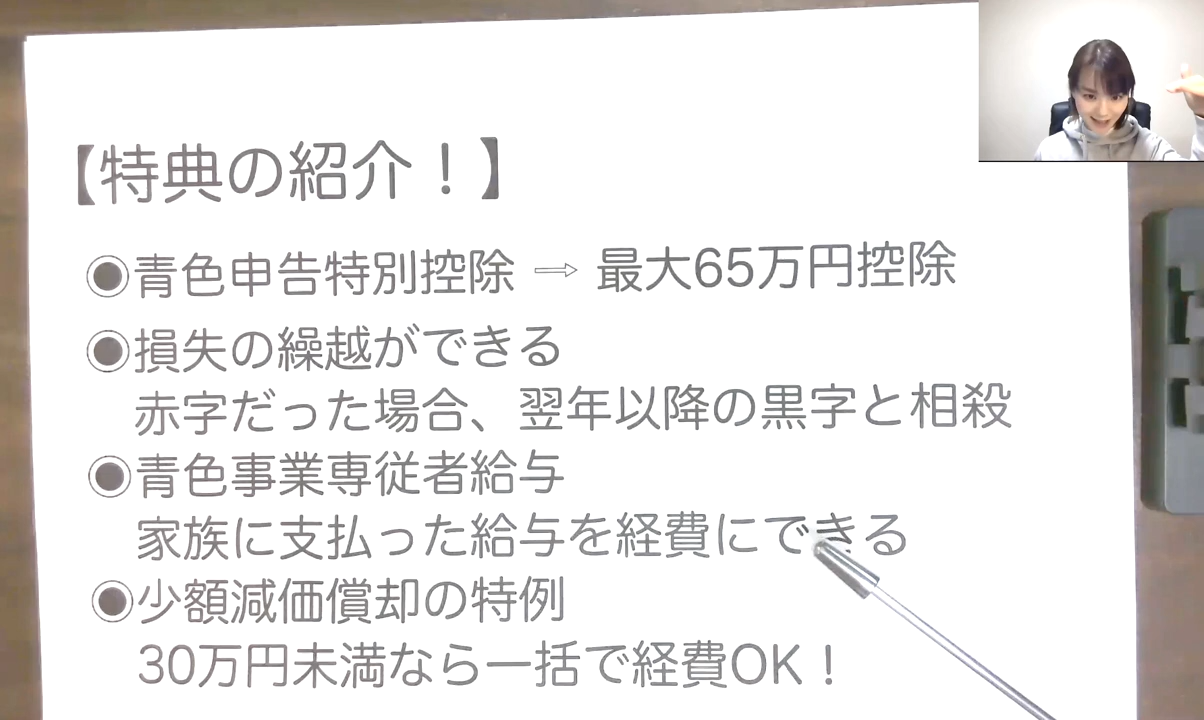 【特典の紹介！】
◉青色申告特別控除 ⇨ 最大65万円控除
◉損失の繰越ができる
赤字だった場合、翌年以降の黒字と相殺
◉青色事業専従者給与
家族に支払った給与を経費にできる
◉少額減価償却の特例
30万円未満なら一括で経費OK！